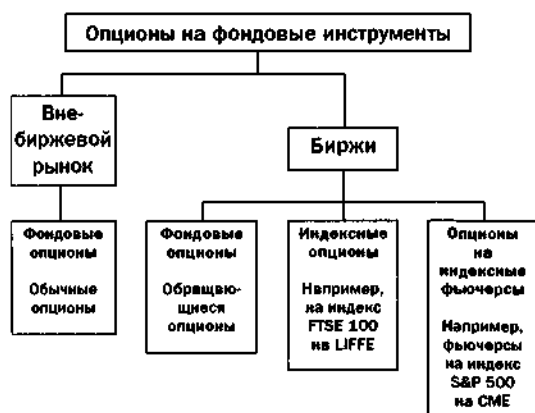 Опционы на фондовые инструменты
Вне-
биржевой
рынок
Биржи
Фондовые
опционы
Обычные
опционы
Фондовые
опционы
Обращаю-
щиеся
опционы
Индексные
опционы
Например,
на индекс
FTSE 100
на LIFFE
Опционы
на
индексные
фьючерсы
Например,
фьючерсы
на индекс
S&P 500
на CME